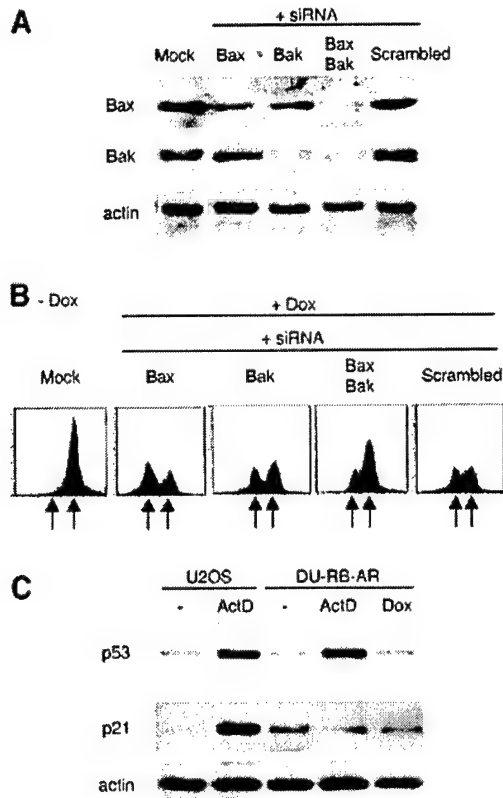 A
+ siRNA
Mock Bax Bak Bax Bak Scrambled
Bax
Bak
actin
B
- Dox
+ Dox
+ siRNA
Mock Bax Bak Bax Bak Scrambled
C
U2OS DU-RB-AR
- ActD - ActD Dox
p53
p21
actin